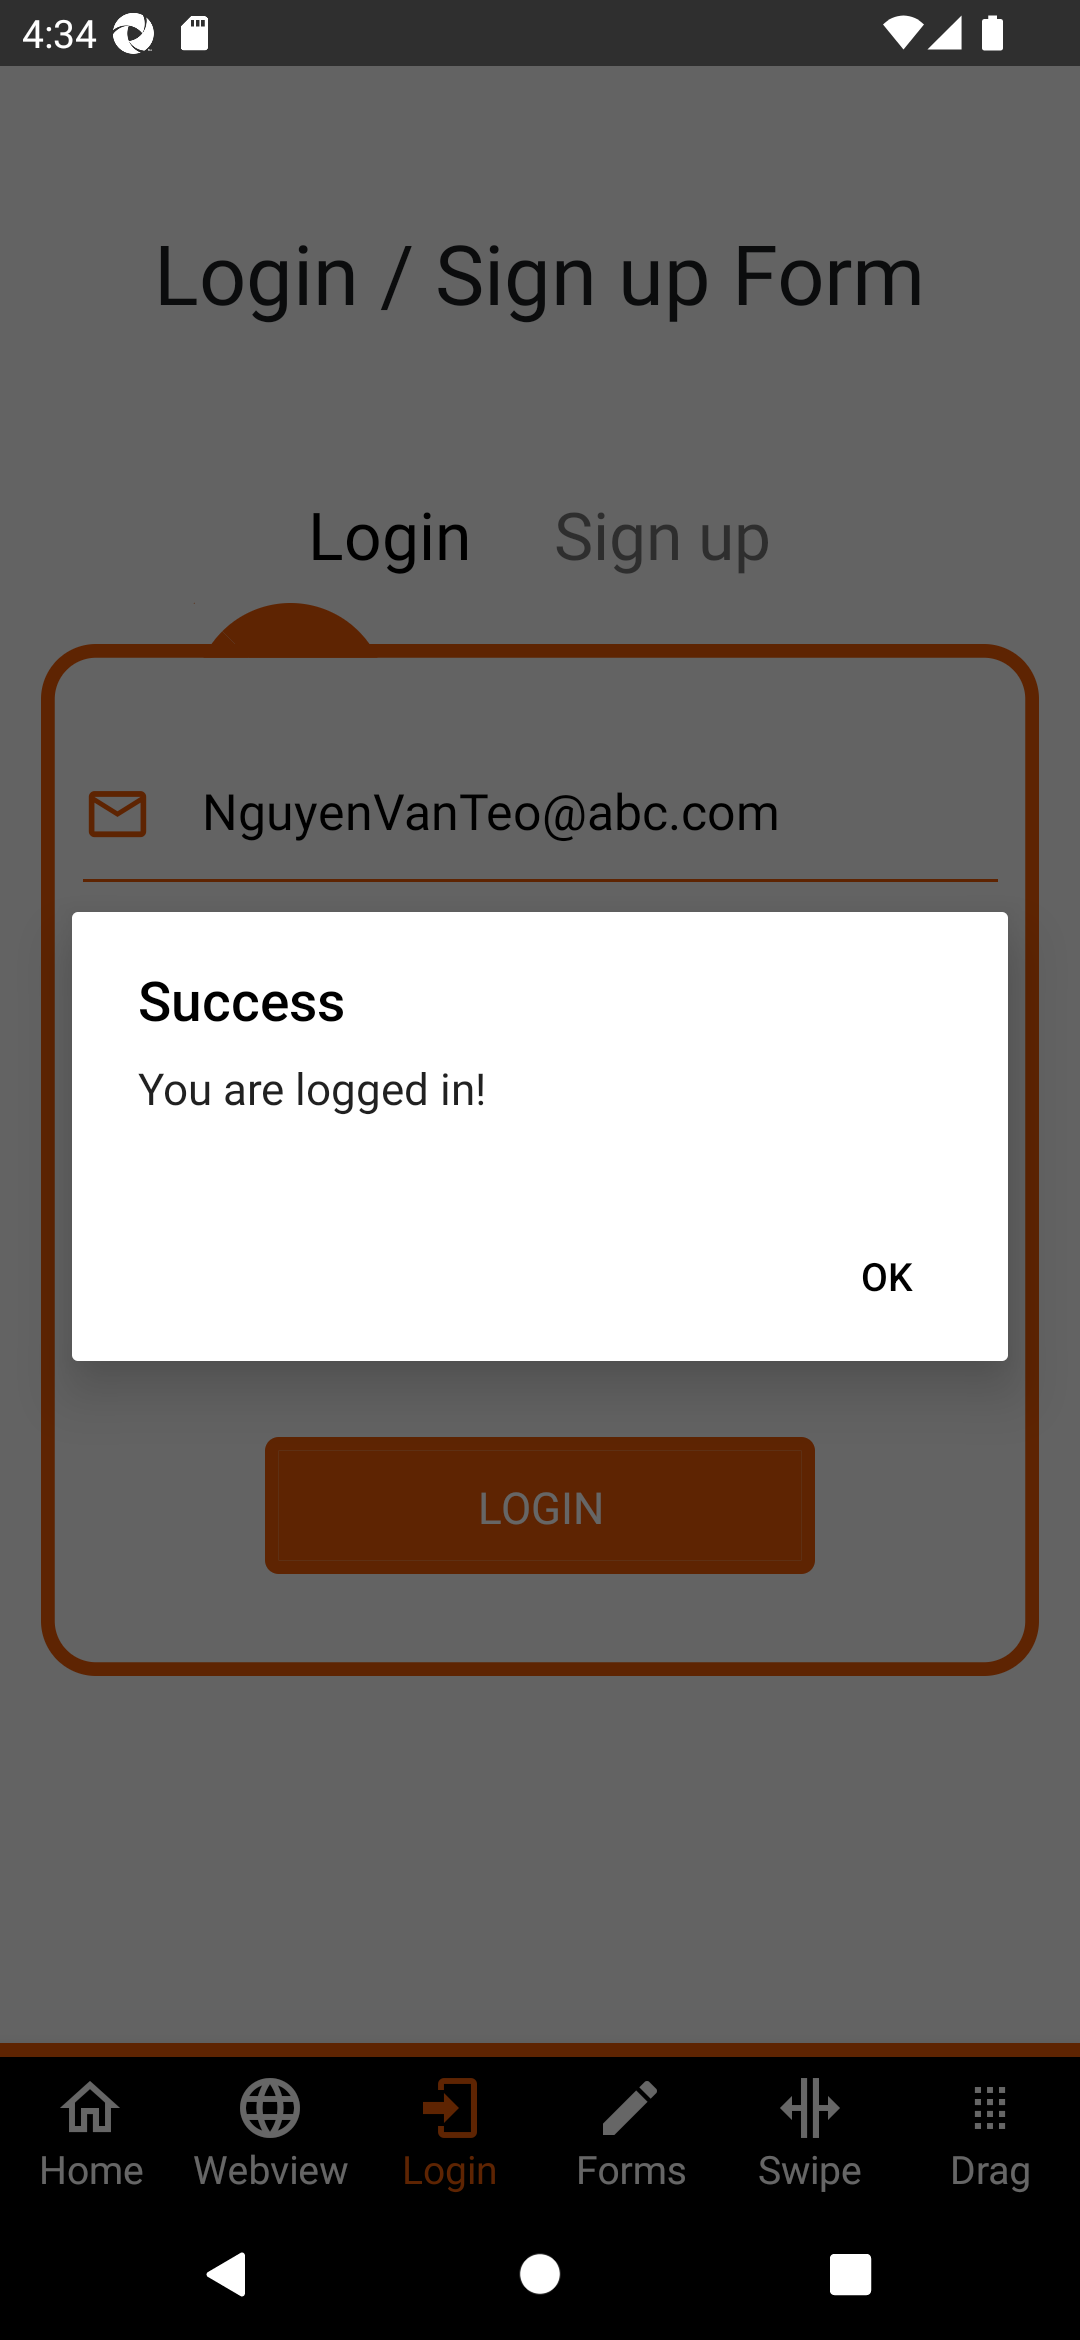 4:34
Login / Sign up Form
Login Sign up
NguyenVanTeo@abc.com
Success
You are logged in!
OK
LOGIN
Home Webview Login Forms Swipe Drag